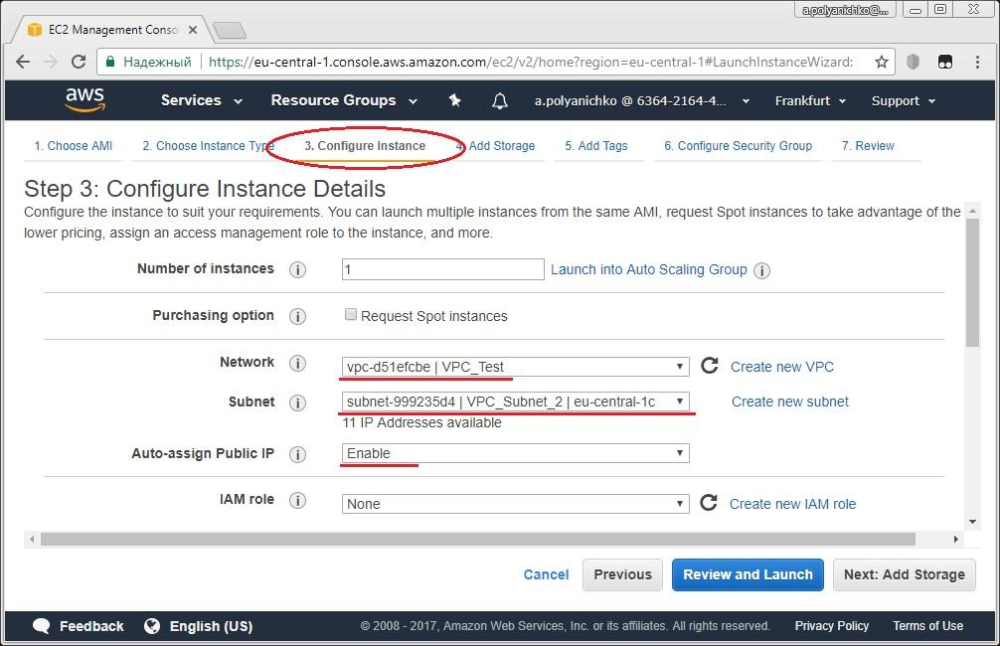 a.polyanichko@...
EC2 Management Conso
Надежный
https://eu-central-1.console.aws.amazon.com/ec2/v2/home?region=eu-central-1#LaunchInstanceWizard:
aws
Services
Resource Groups
a.polyanichko @ 6364-2164-4...
Frankfurt
Support
1. Choose AMI
2. Choose Instance Type
3. Configure Instance
4. Add Storage
5. Add Tags
6. Configure Security Group
7. Review
Step 3: Configure Instance Details
Configure the instance to suit your requirements. You can launch multiple instances from the same AMI, request Spot instances to take advantage of the
lower pricing, assign an access management role to the instance, and more.
Number of instances
1
Launch into Auto Scaling Group
Purchasing option
Request Spot instances
Network
vpc-d51efcbe | VPC_Test
Create new VPC
Subnet
subnet-999235d4 | VPC_Subnet_2 | eu-central-1c
Create new subnet
11 IP Addresses available
Auto-assign Public IP
Enable
IAM role
None
Create new IAM role
Cancel
Previous
Review and Launch
Next: Add Storage
Feedback
English (US)
© 2008 - 2017, Amazon Web Services, Inc. or its affiliates. All rights reserved.
Privacy Policy
Terms of Use